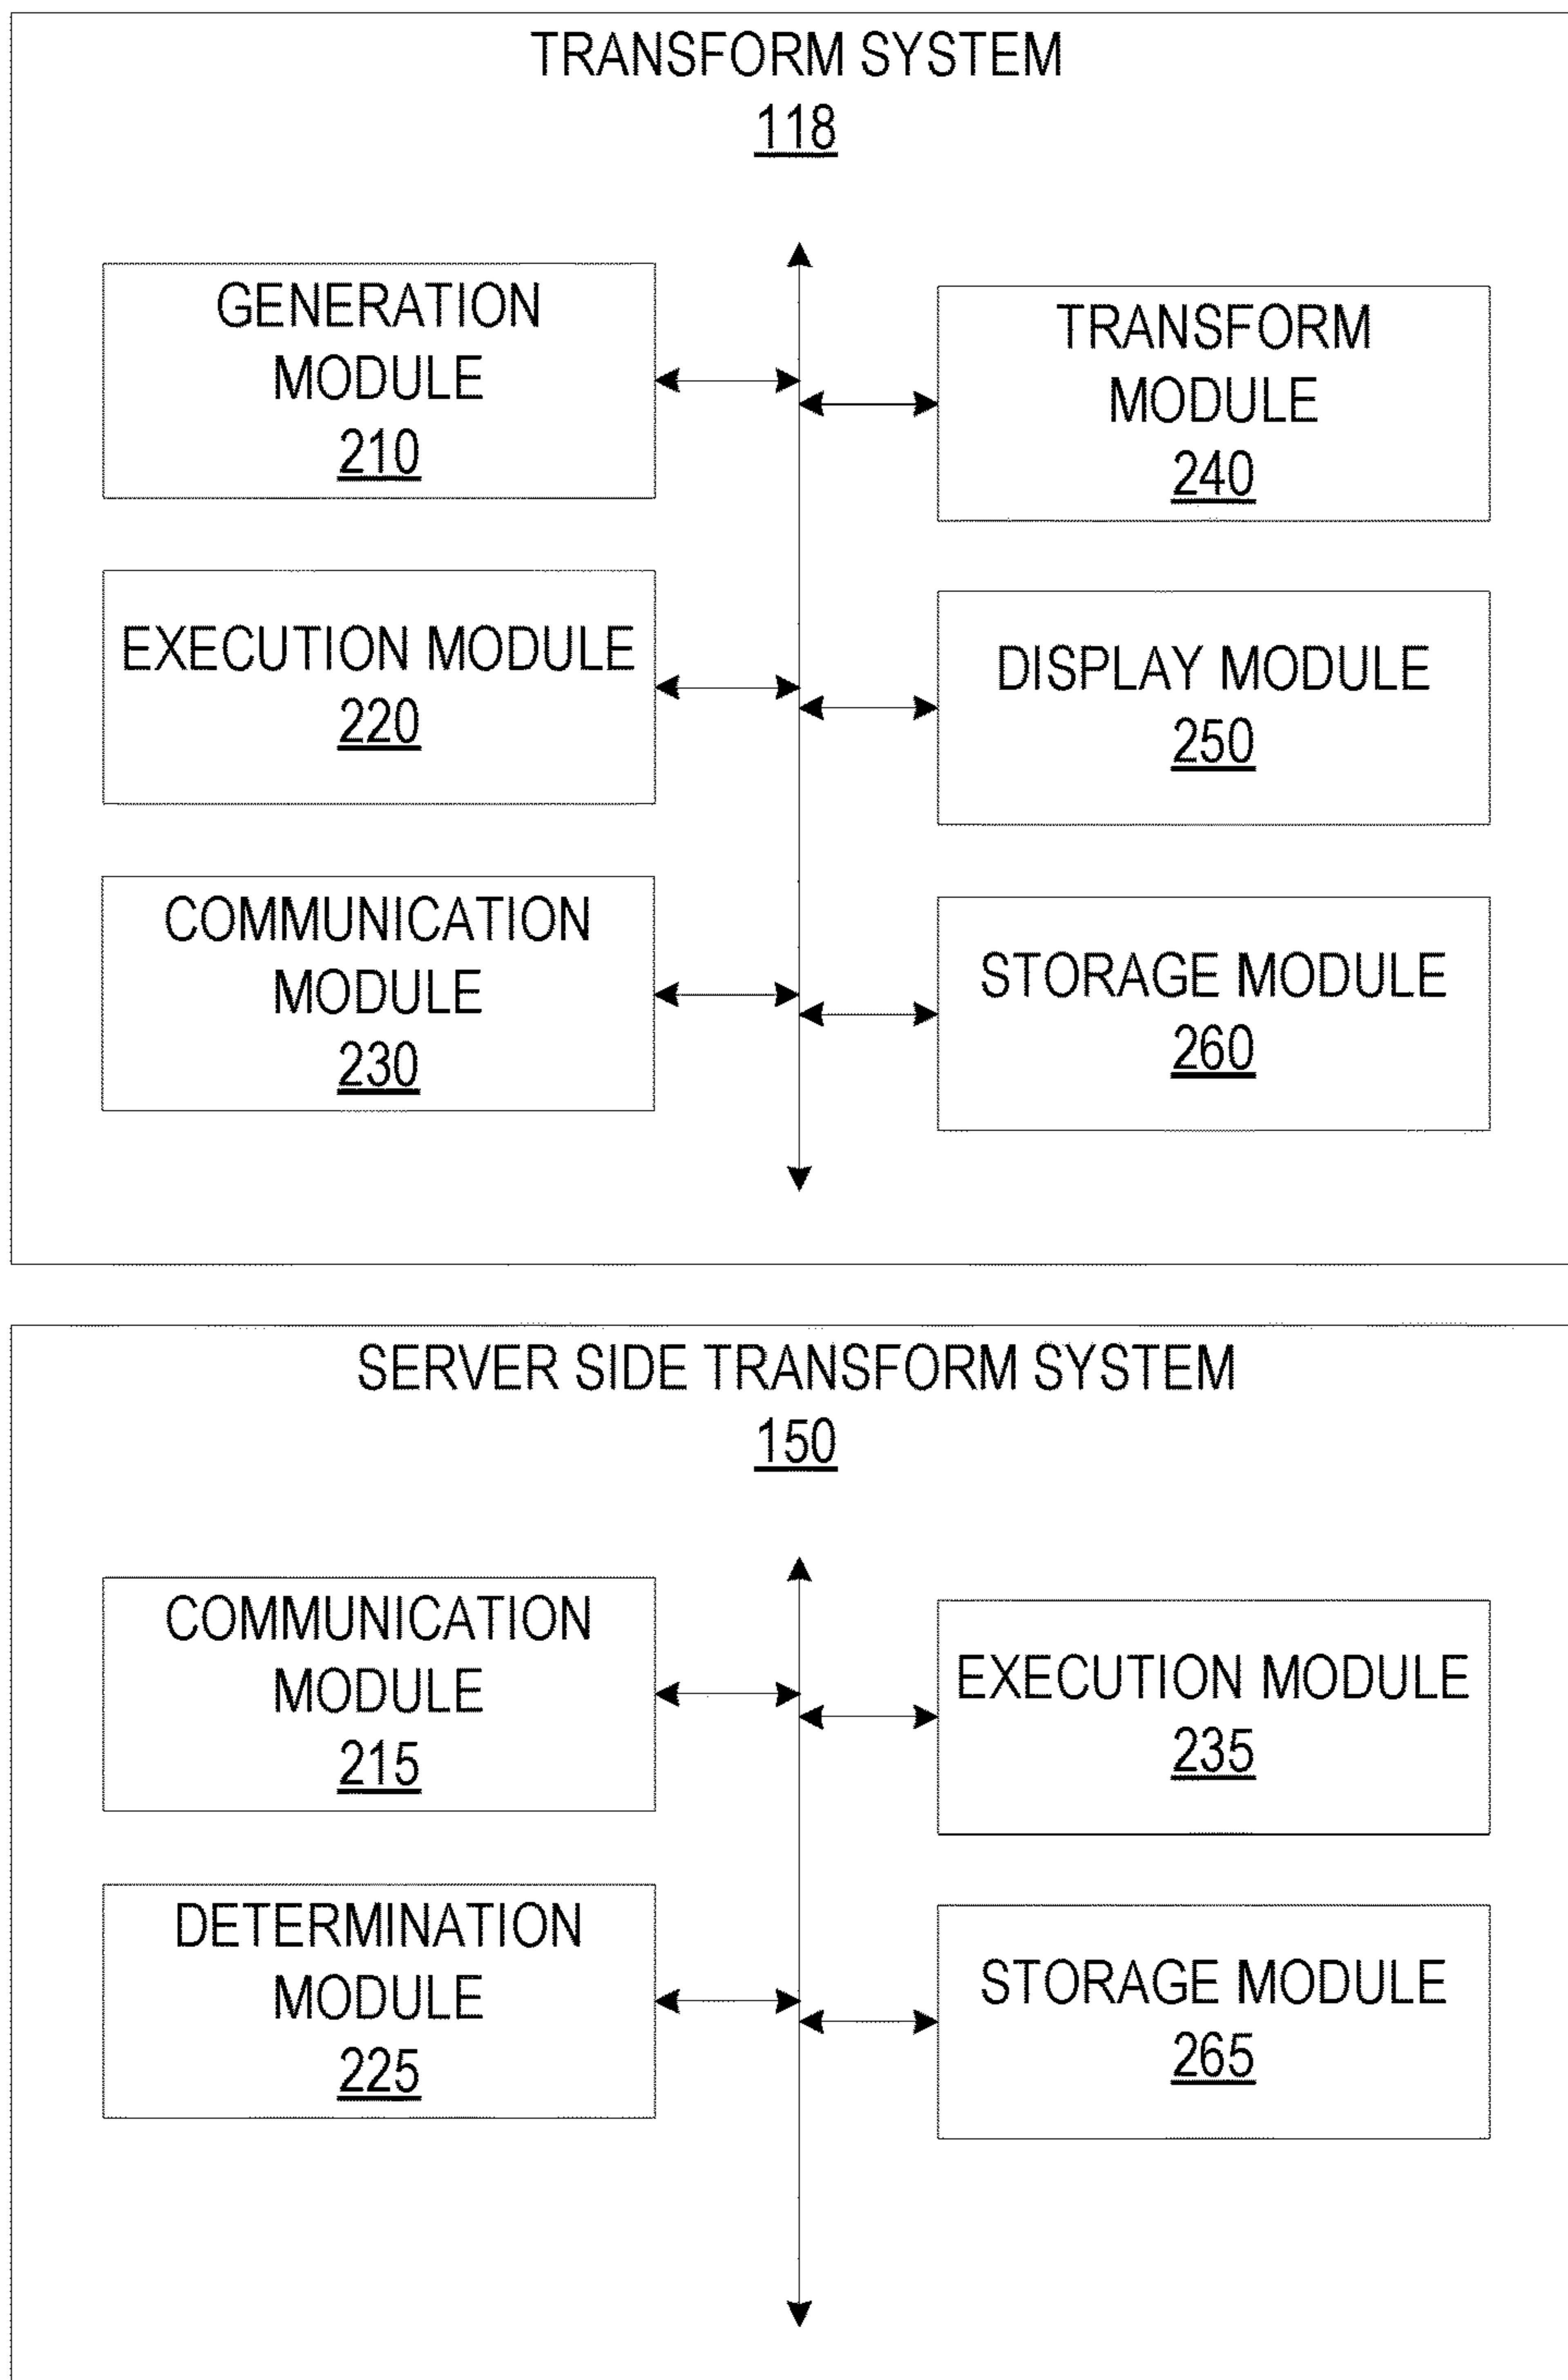 TRANSFORM SYSTEM
118
GENERATION
MODULE
210
TRANSFORM
MODULE
240
EXECUTION MODULE
220
DISPLAY MODULE
250
COMMUNICATION
MODULE
230
STORAGE MODULE
260
SERVER SIDE TRANSFORM SYSTEM
150
COMMUNICATION
MODULE
215
EXECUTION MODULE
235
DETERMINATION
MODULE
225
STORAGE MODULE
265